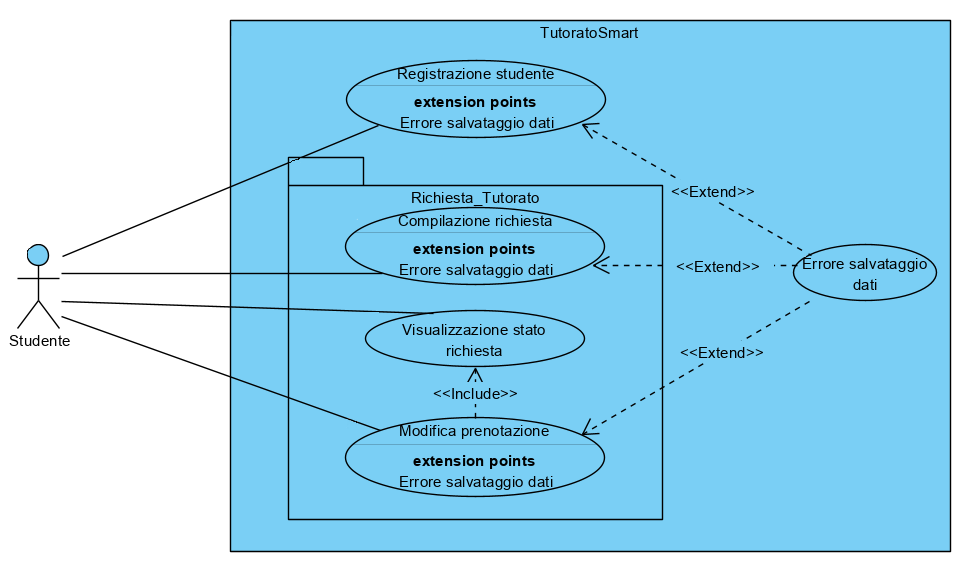 TutoratoSmart
Registrazione studente
extension points
Errore salvataggio dati
<<Extend>>
Richiesta_Tutorato
Compilazione richiesta
extension points
Errore salvataggio dati
<<Extend>>
Errore salvataggio
dati
Studente
Visualizzazione stato
richiesta
<<Extend>>
<<Include>>
Modifica prenotazione
extension points
Errore salvataggio dati